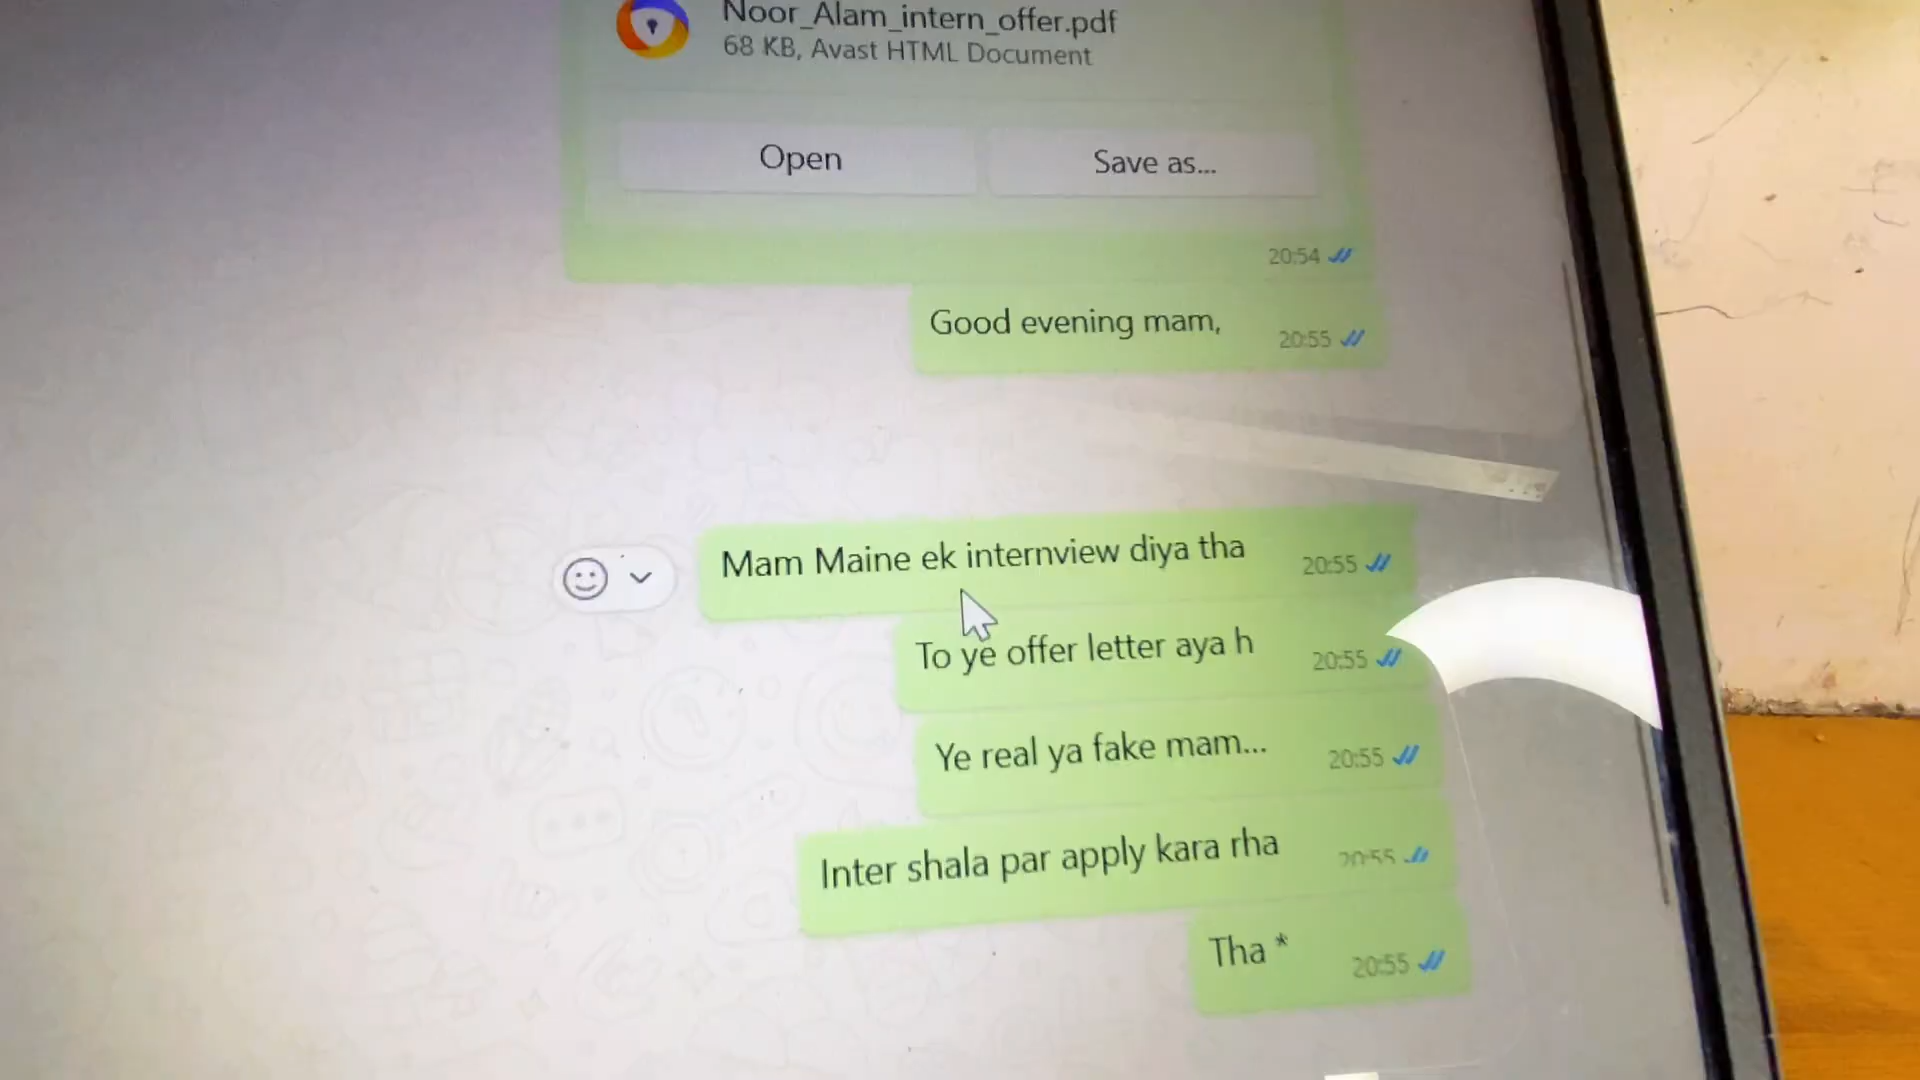 Noor_Alam_intern_offer.pdf
68 KB, Avast HTML Document
Open
Save as...
20:54
Good evening mam,
20:55
Mam Maine ek internview diya tha
20:55
To ye offer letter aya h
20:55
Ye real ya fake mam...
20:55
Inter shala par apply kara rha
20:55
Tha *
20:55